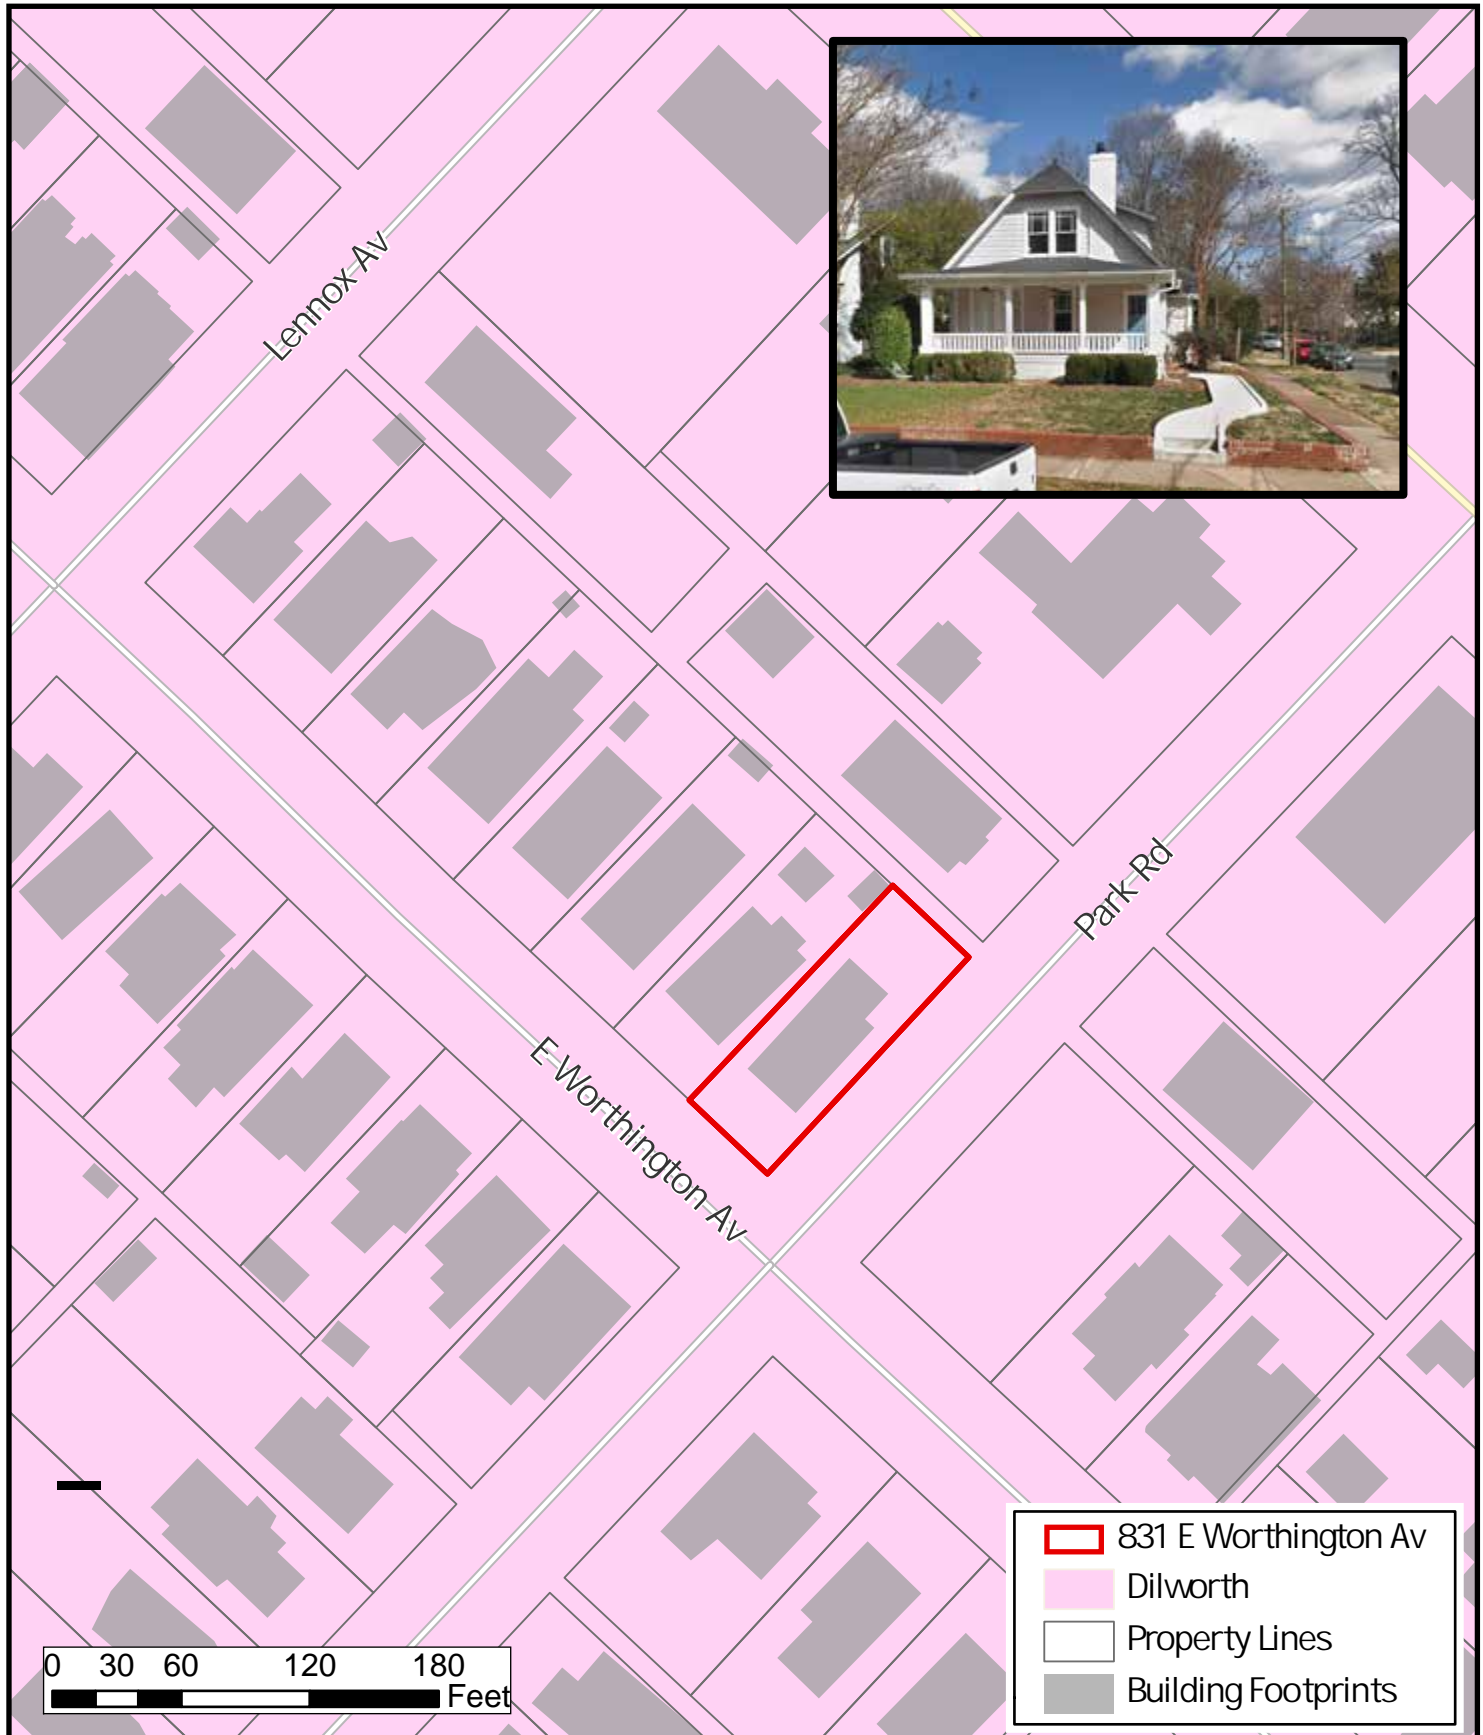 Lennox Av
Park Rd
E Worthington Av
831 E Worthington Av
Dilworth
Property Lines
Building Footprints
0 30 60 120 180
Feet